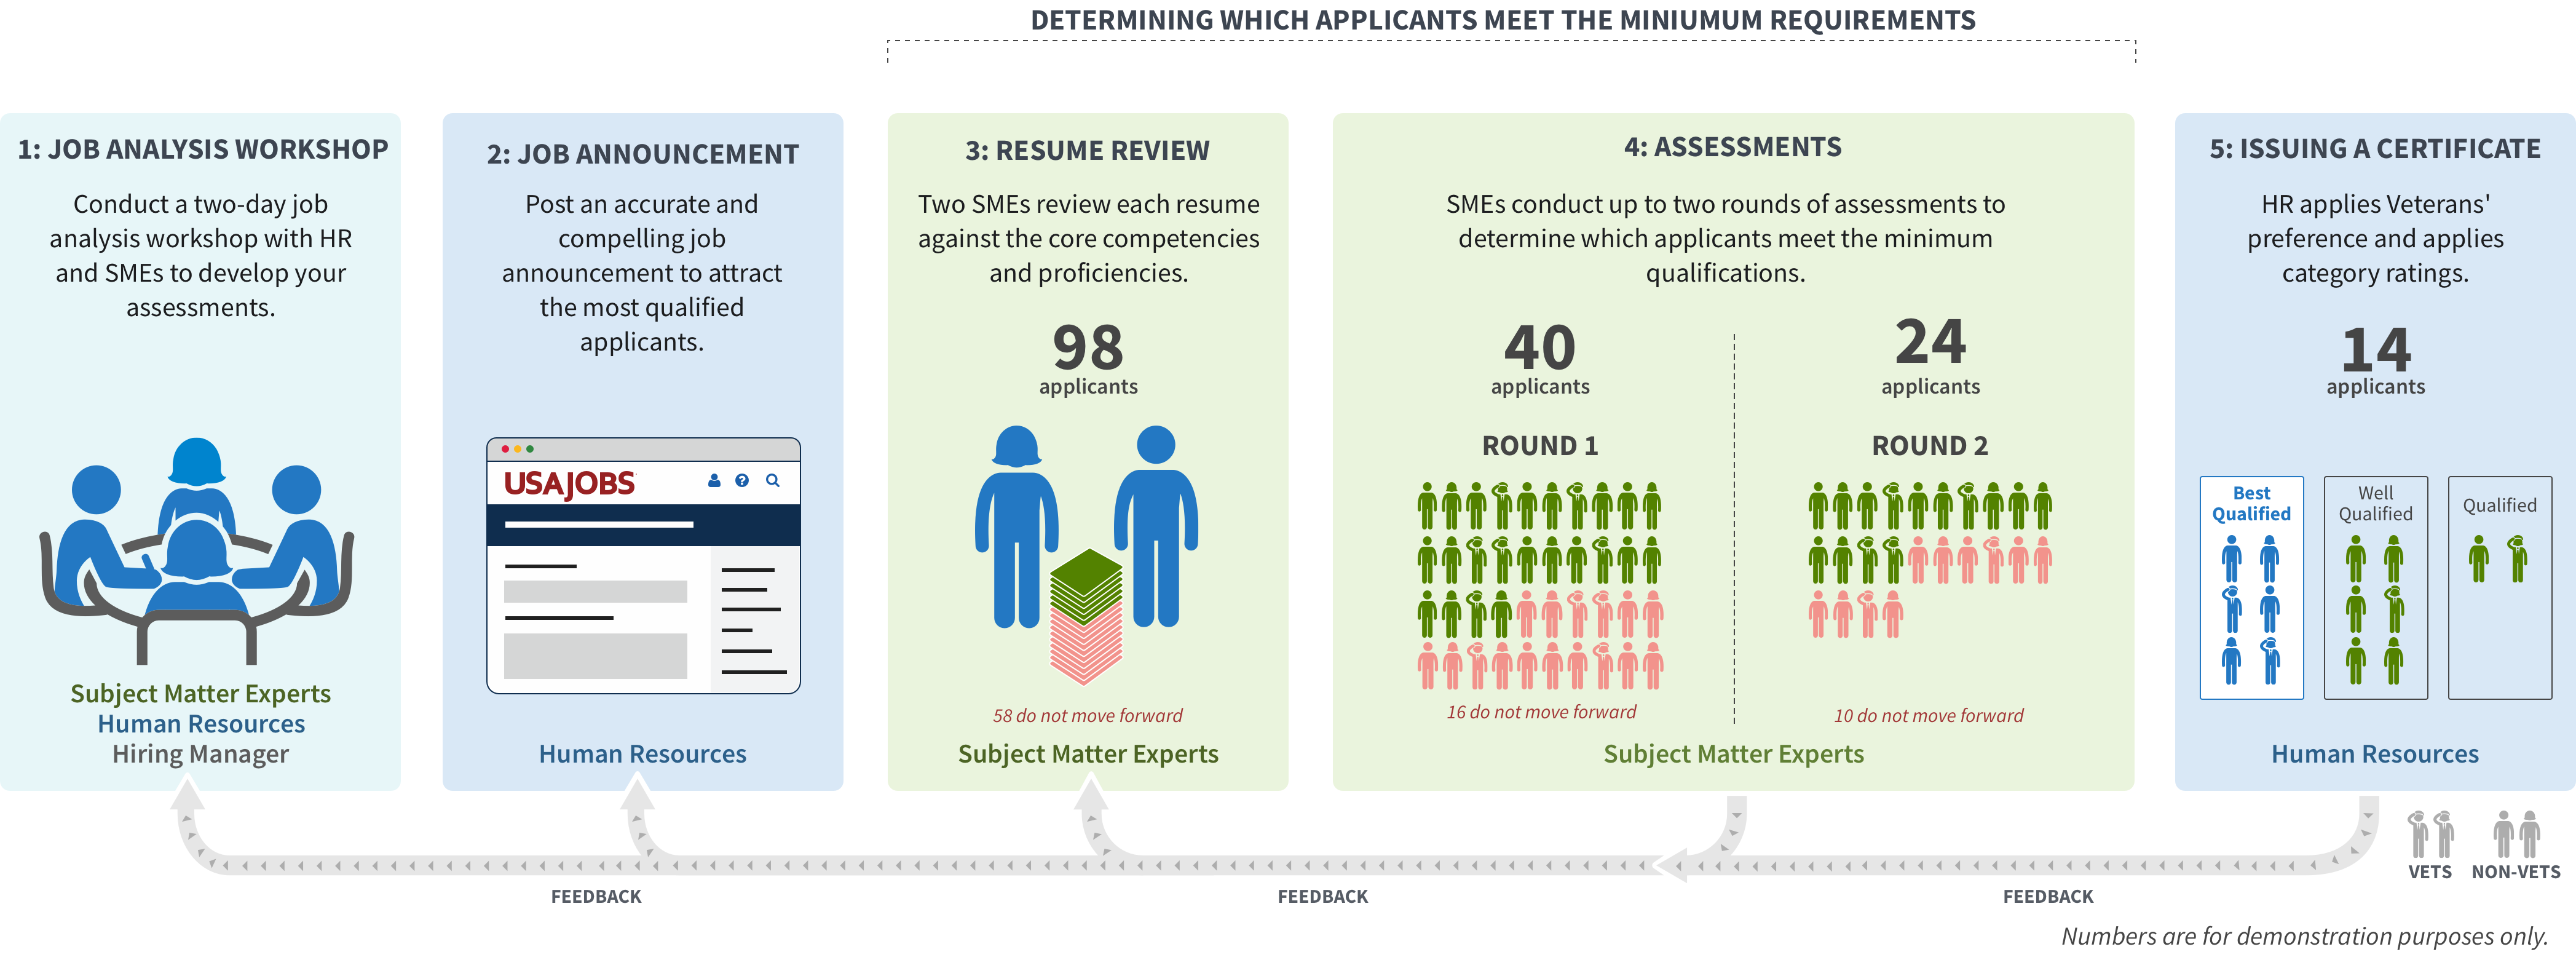 DETERMINING WHICH APPLICANTS MEET THE MINIUMUM REQUIREMENTS
1: JOB ANALYSIS WORKSHOP
Conduct a two-day job
analysis workshop with HR
and SMEs to develop your
assessments.
Subject Matter Experts
Human Resources
Hiring Manager
2: JOB ANNOUNCEMENT
Post an accurate and
compelling job
announcement to attract
the most qualified
applicants.
USAJOBS
?
Human Resources
3: RESUME REVIEW
Two SMEs review each resume
against the core competencies
and proficiencies.
98
applicants
58 do not move forward
Subject Matter Experts
4: ASSESSMENTS
SMEs conduct up to two rounds of assessments to
determine which applicants meet the minimum
qualifications.
40
applicants
ROUND 1
16 do not move forward
24
applicants
ROUND 2
10 do not move forward
Subject Matter Experts
5: ISSUING A CERTIFICATE
HR applies Veterans'
preference and applies
category ratings.
14
applicants
Best
Qualified
Well
Qualified
Qualified
Human Resources
FEEDBACK
FEEDBACK
FEEDBACK
VETS
NON-VETS
Numbers are for demonstration purposes only.